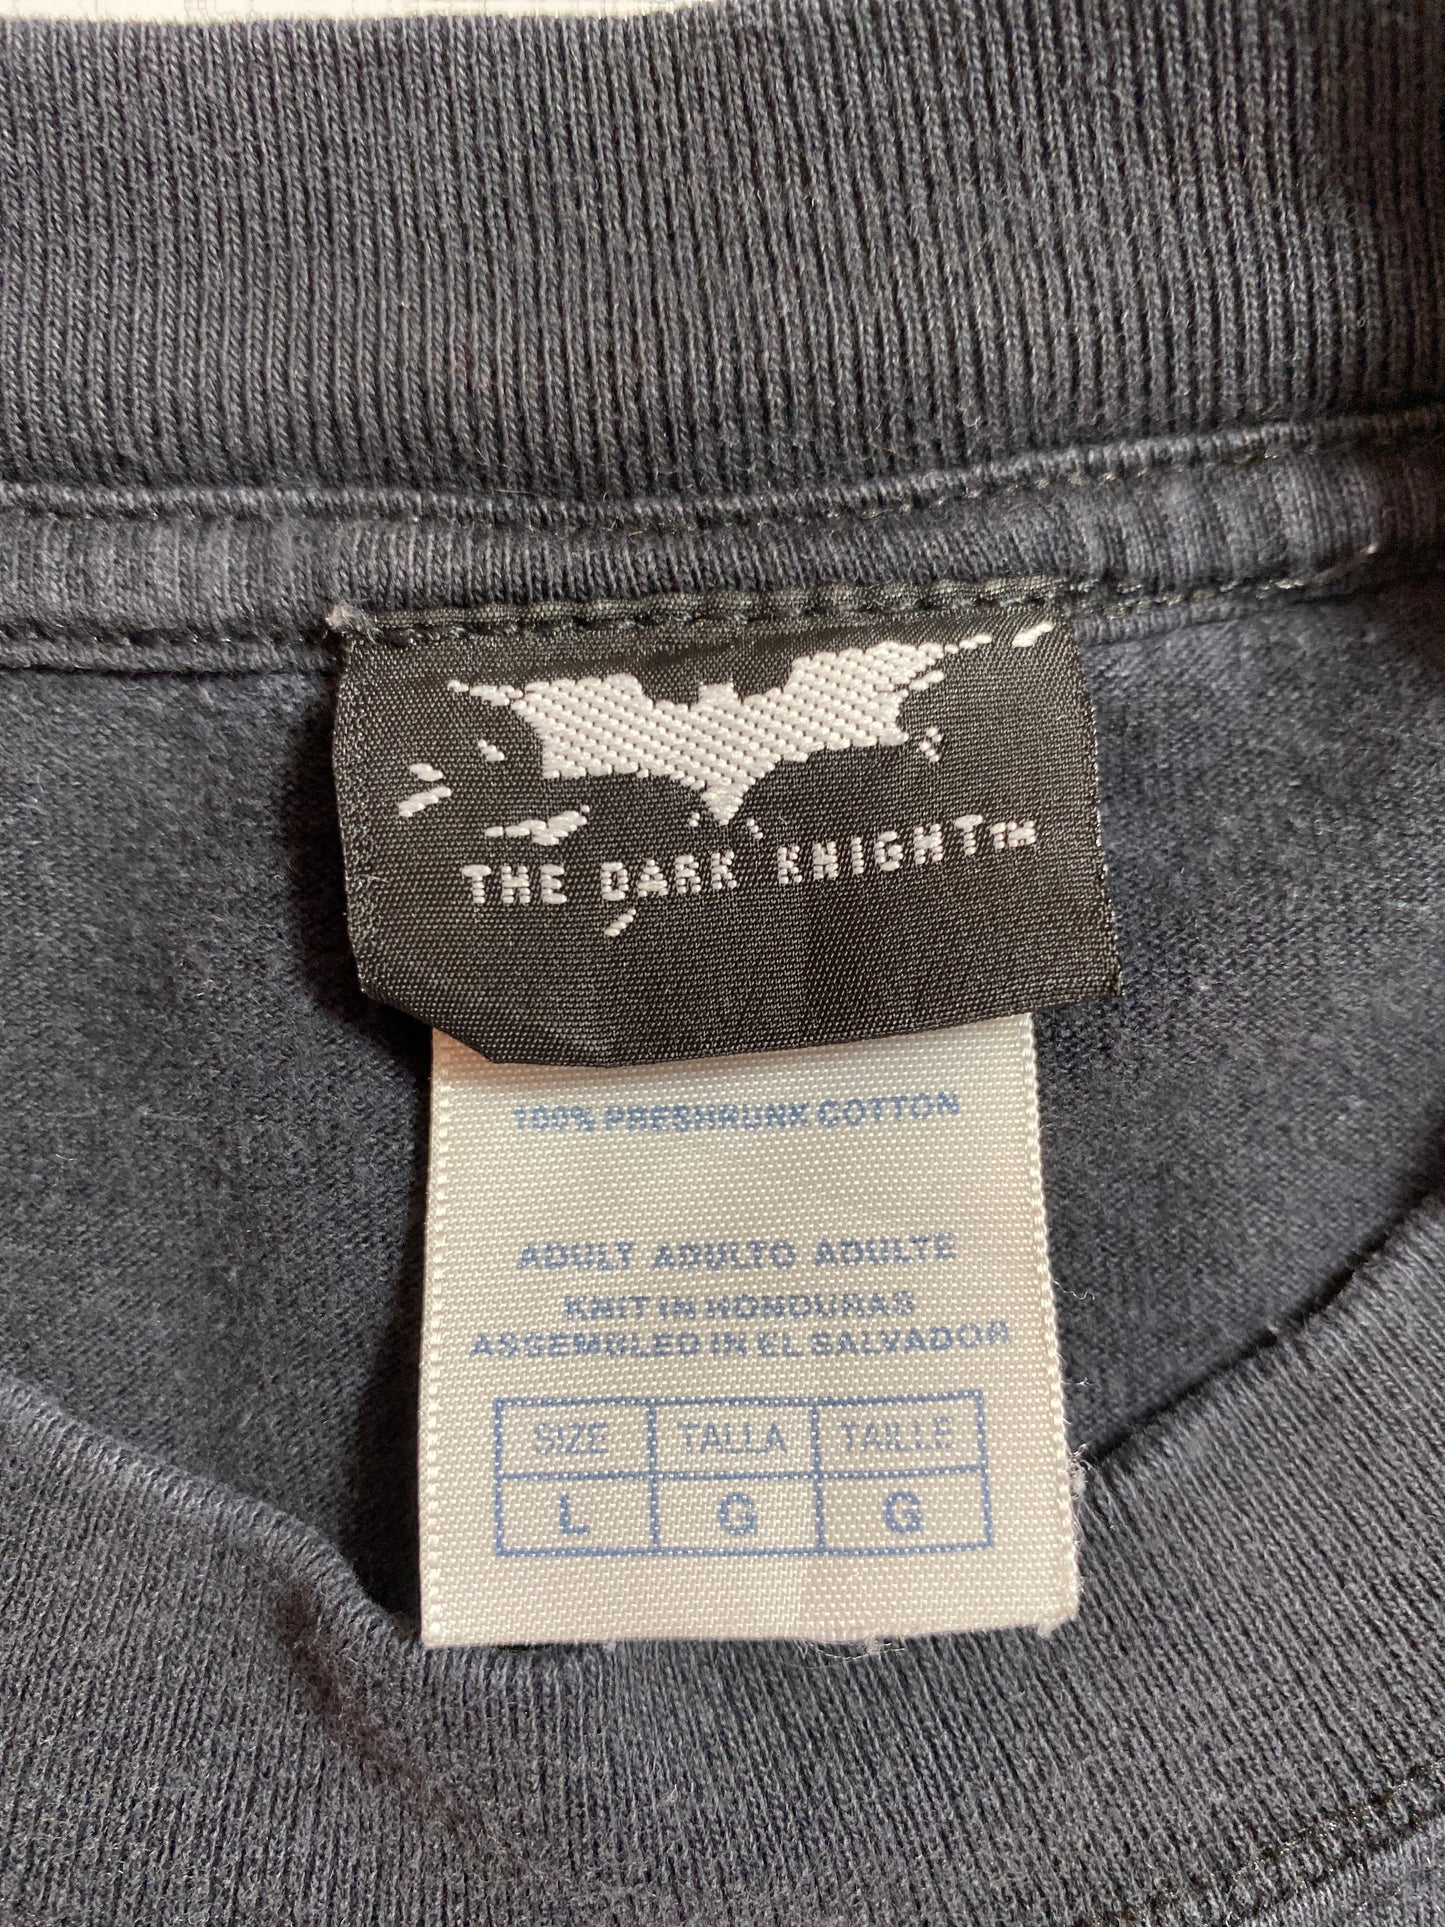 THE DARK KNIGHT™
100% PRESHRUNK COTTON
ADULT ADULTO ADULTE
KNIT IN HONDURAS
ASSEMBLED IN EL SALVADOR
SIZE TALLA TAILLE
L G G